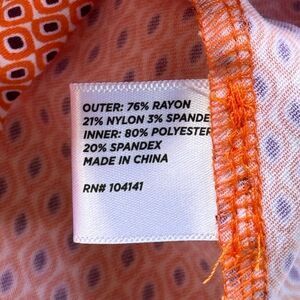 OUTER: 76% RAYON
21% NYLON 3% SPANDE
INNER: 80% POLYESTER
20% SPANDEX
MADE IN CHINA
RN# 104141